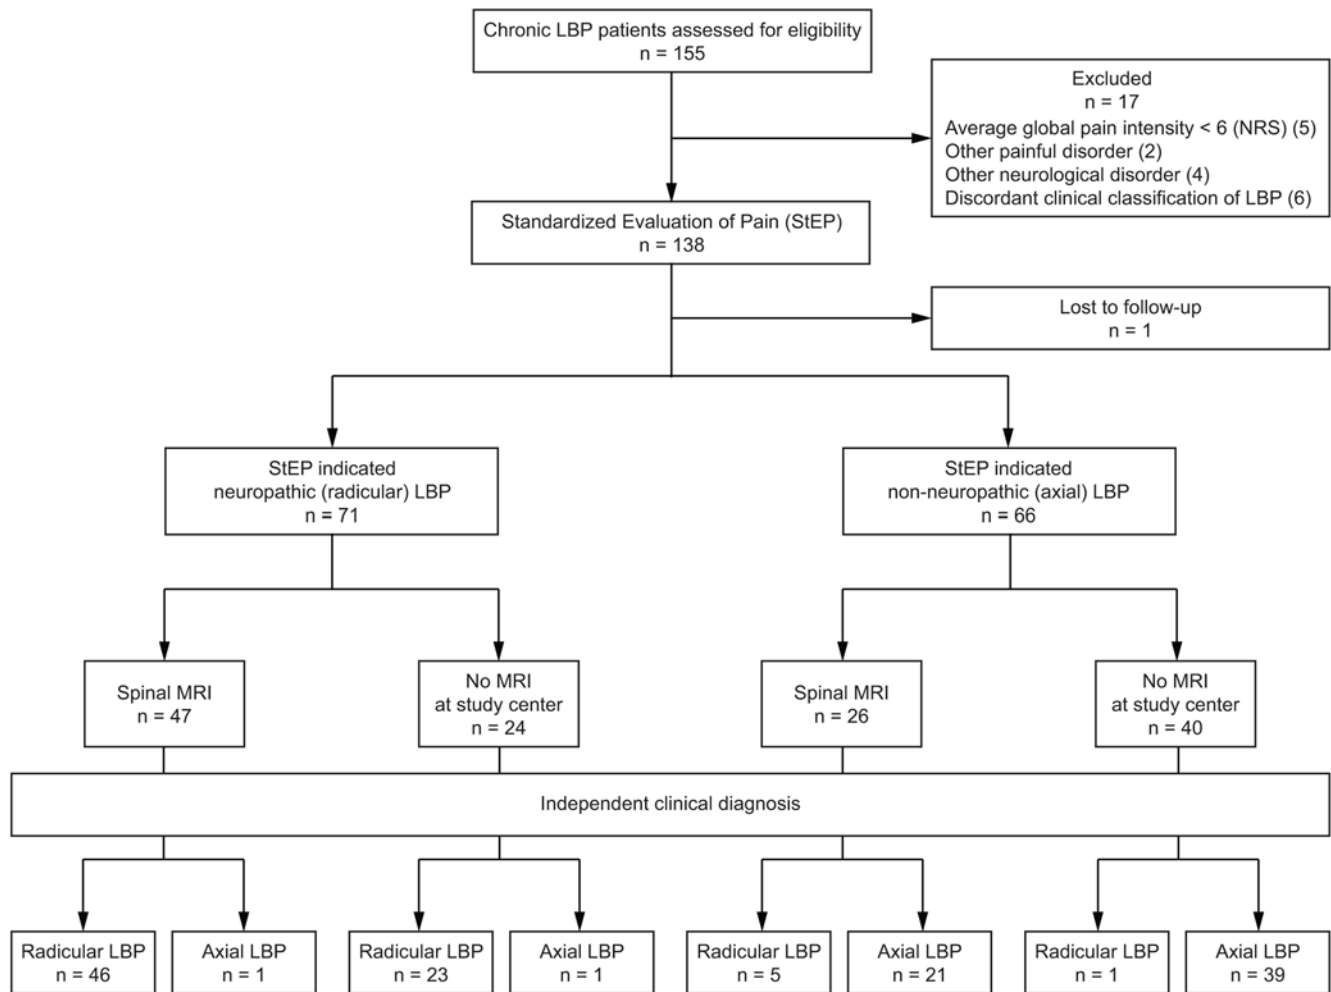 Chronic LBP patients assessed for eligibility
n = 155
Excluded
n = 17
Average global pain intensity < 6 (NRS) (5)
Other painful disorder (2)
Other neurological disorder (4)
Discordant clinical classification of LBP (6)
Standardized Evaluation of Pain (StEP)
n = 138
Lost to follow-up
n = 1
StEP indicated
neuropathic (radicular) LBP
n = 71
StEP indicated
non-neuropathic (axial) LBP
n = 66
Spinal MRI
n = 47
No MRI
at study center
n = 24
Spinal MRI
n = 26
No MRI
at study center
n = 40
Independent clinical diagnosis
Radicular LBP
n = 46
Axial LBP
n = 1
Radicular LBP
n = 23
Axial LBP
n = 1
Radicular LBP
n = 5
Axial LBP
n = 21
Radicular LBP
n = 1
Axial LBP
n = 39